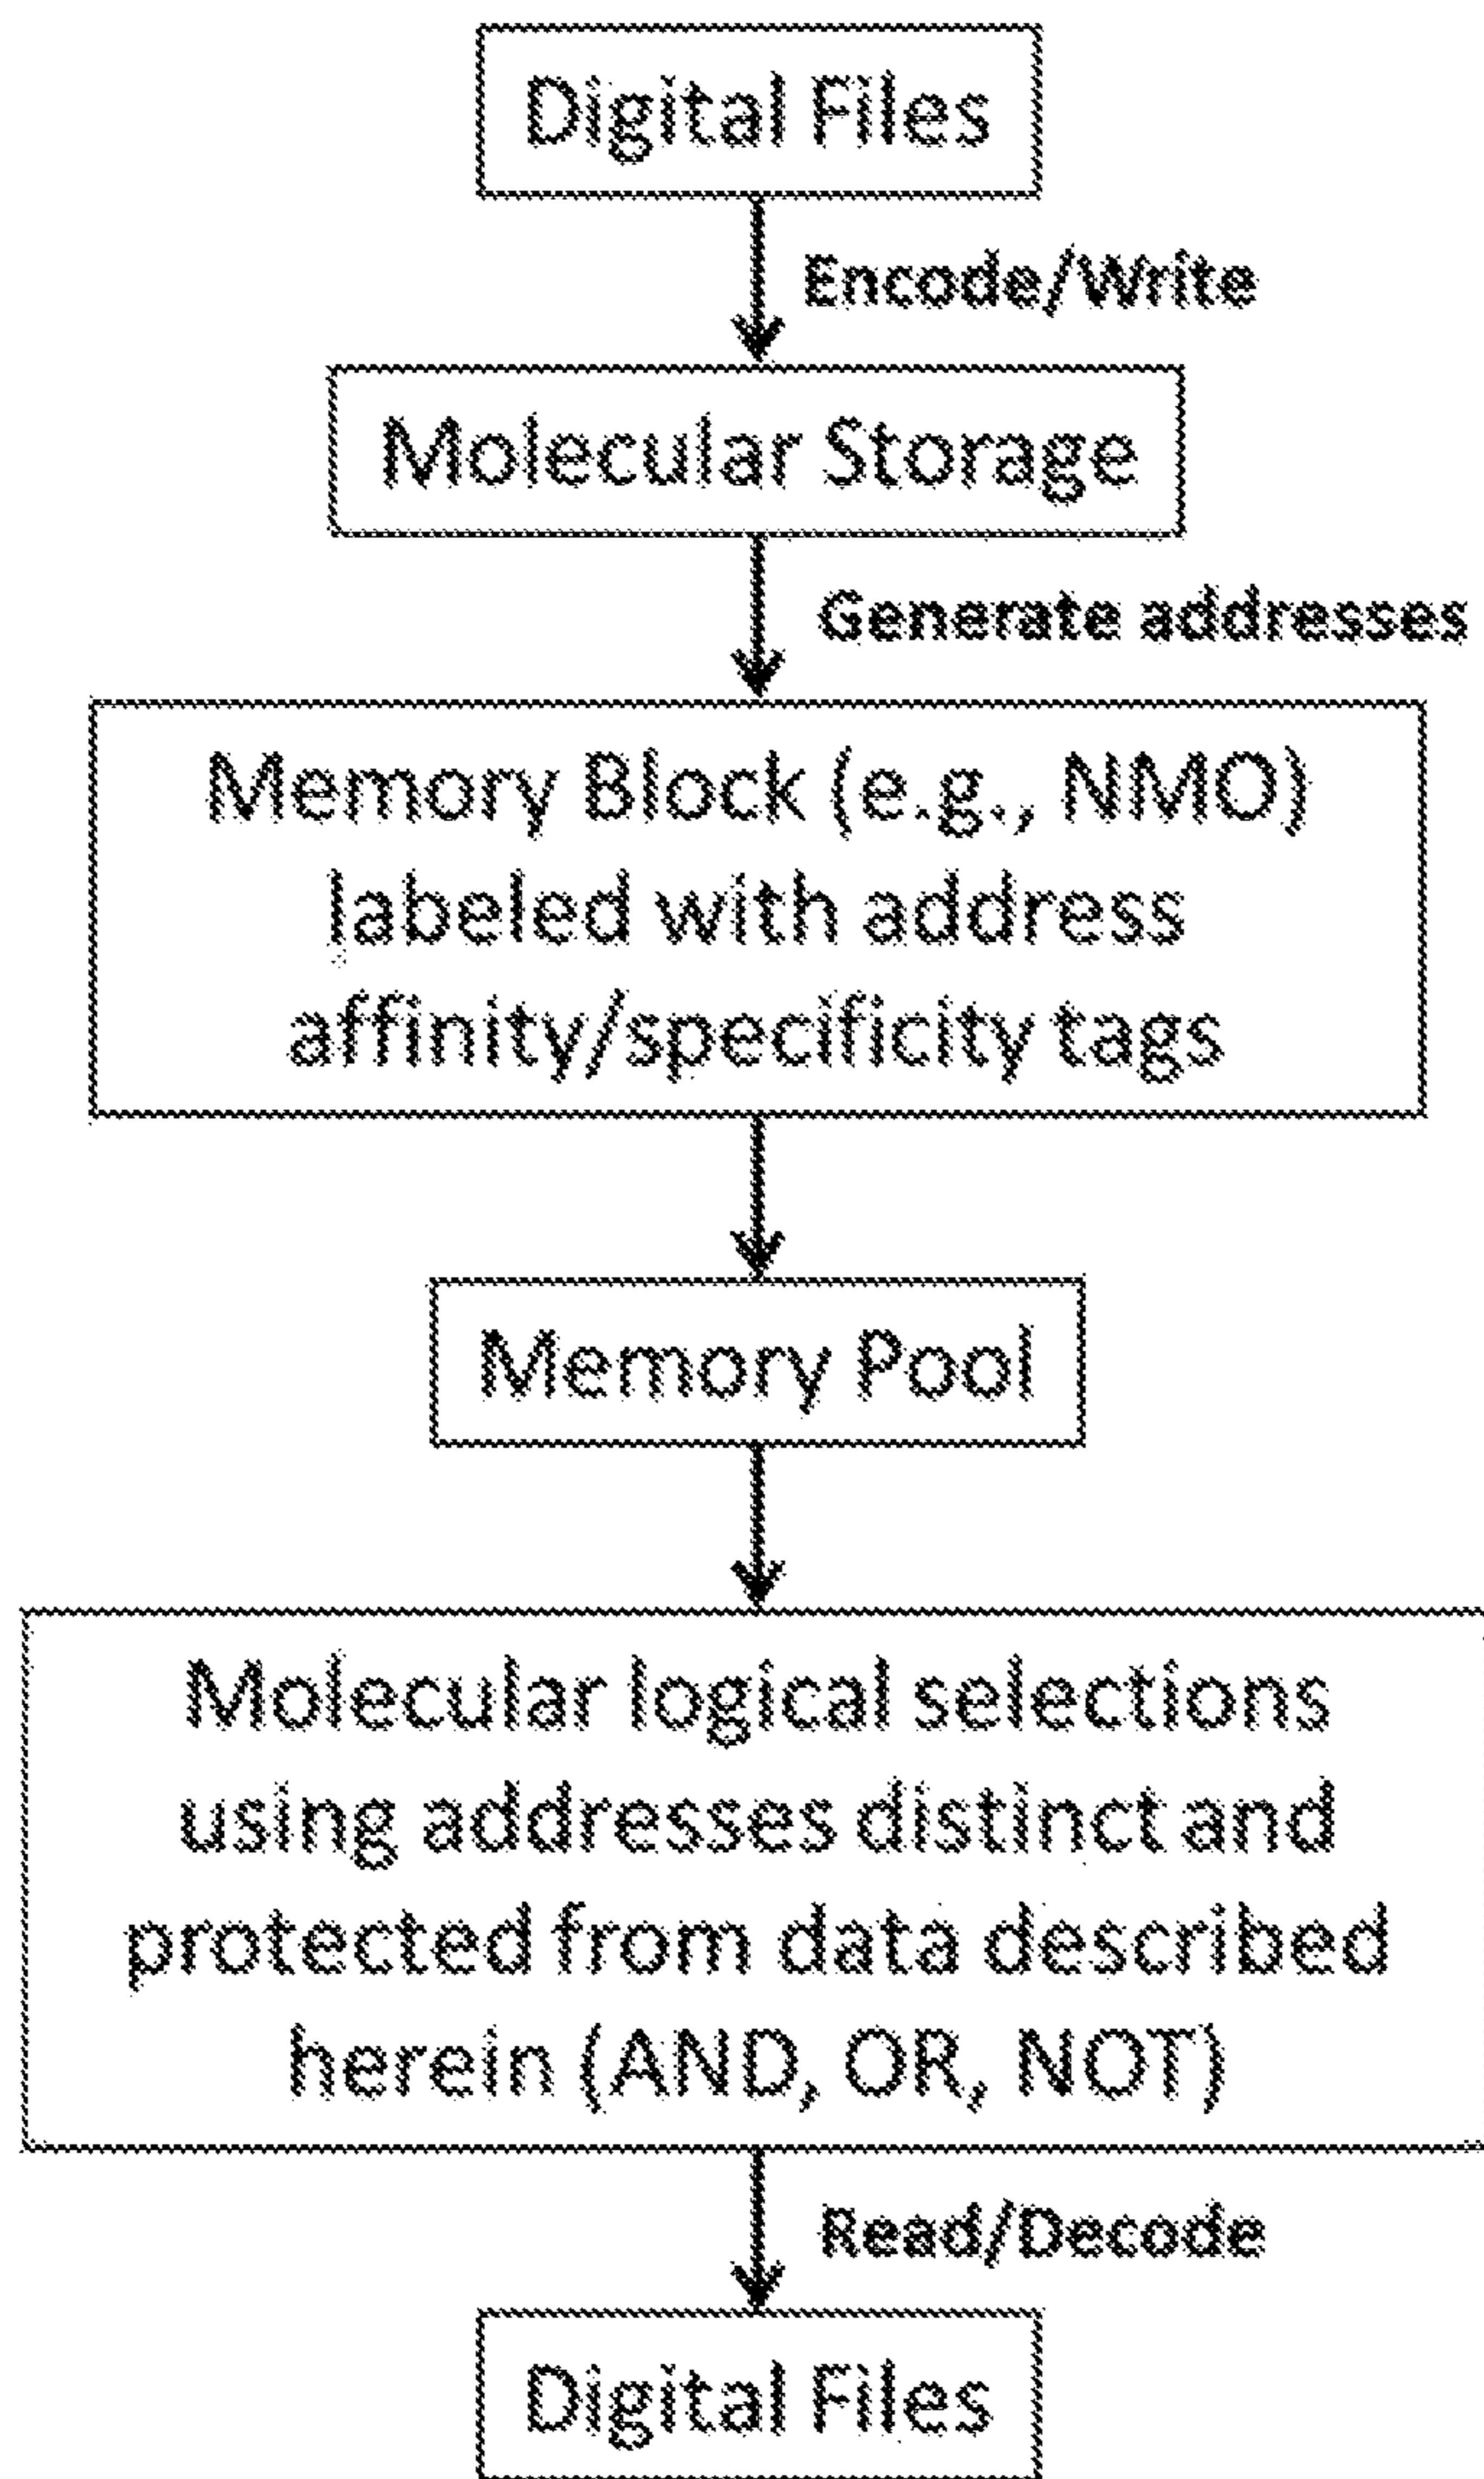 Digital Files
Encode/Write
Molecular Storage
Generate addresses
Memory Block (e.g., NMO)
labeled with address
affinity/specificity tags
Memory Pool
Molecular logical selections
using addresses distinct and
protected from data described
herein (AND, OR, NOT)
Read/Decode
Digital Files